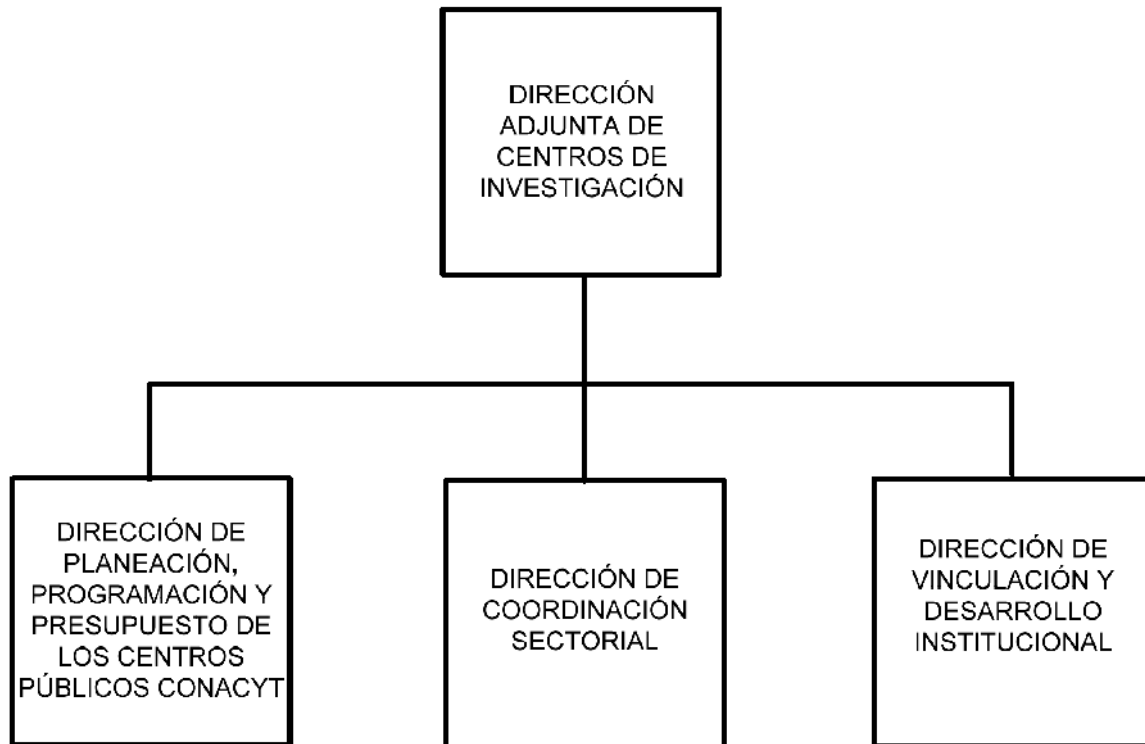 DIRECCIÓN
ADJUNTA DE
CENTROS DE
INVESTIGACIÓN
DIRECCIÓN DE
PLANEACIÓN,
PROGRAMACIÓN Y
PRESUPUESTO DE
LOS CENTROS
PÚBLICOS CONACYT
DIRECCIÓN DE
COORDINACIÓN
SECTORIAL
DIRECCIÓN DE
VINCULACIÓN Y
DESARROLLO
INSTITUCIONAL